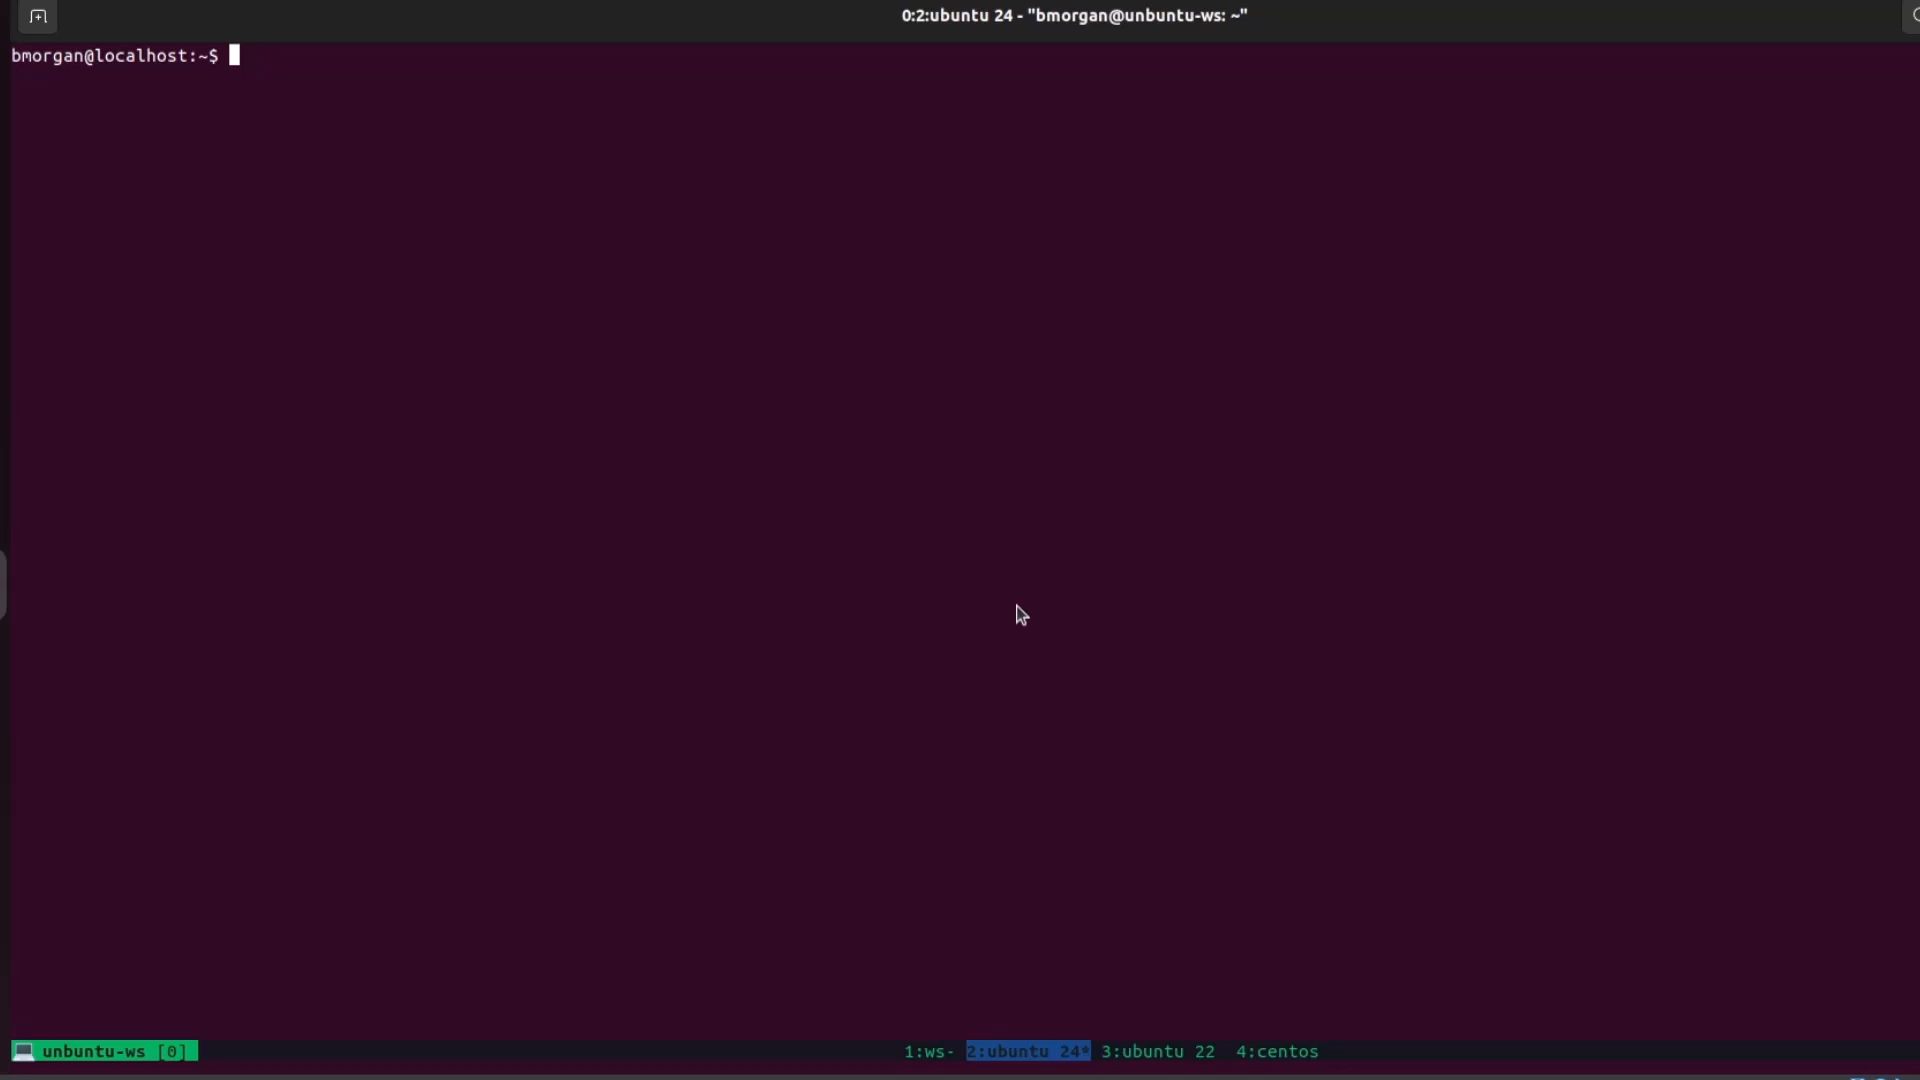 0:2:ubuntu 24 - "bmorgan@unbuntu-ws: ~"
bmorgan@localhost:~$
unbuntu-ws [0] 1:ws- 2:ubuntu 24* 3:ubuntu 22 4:centos